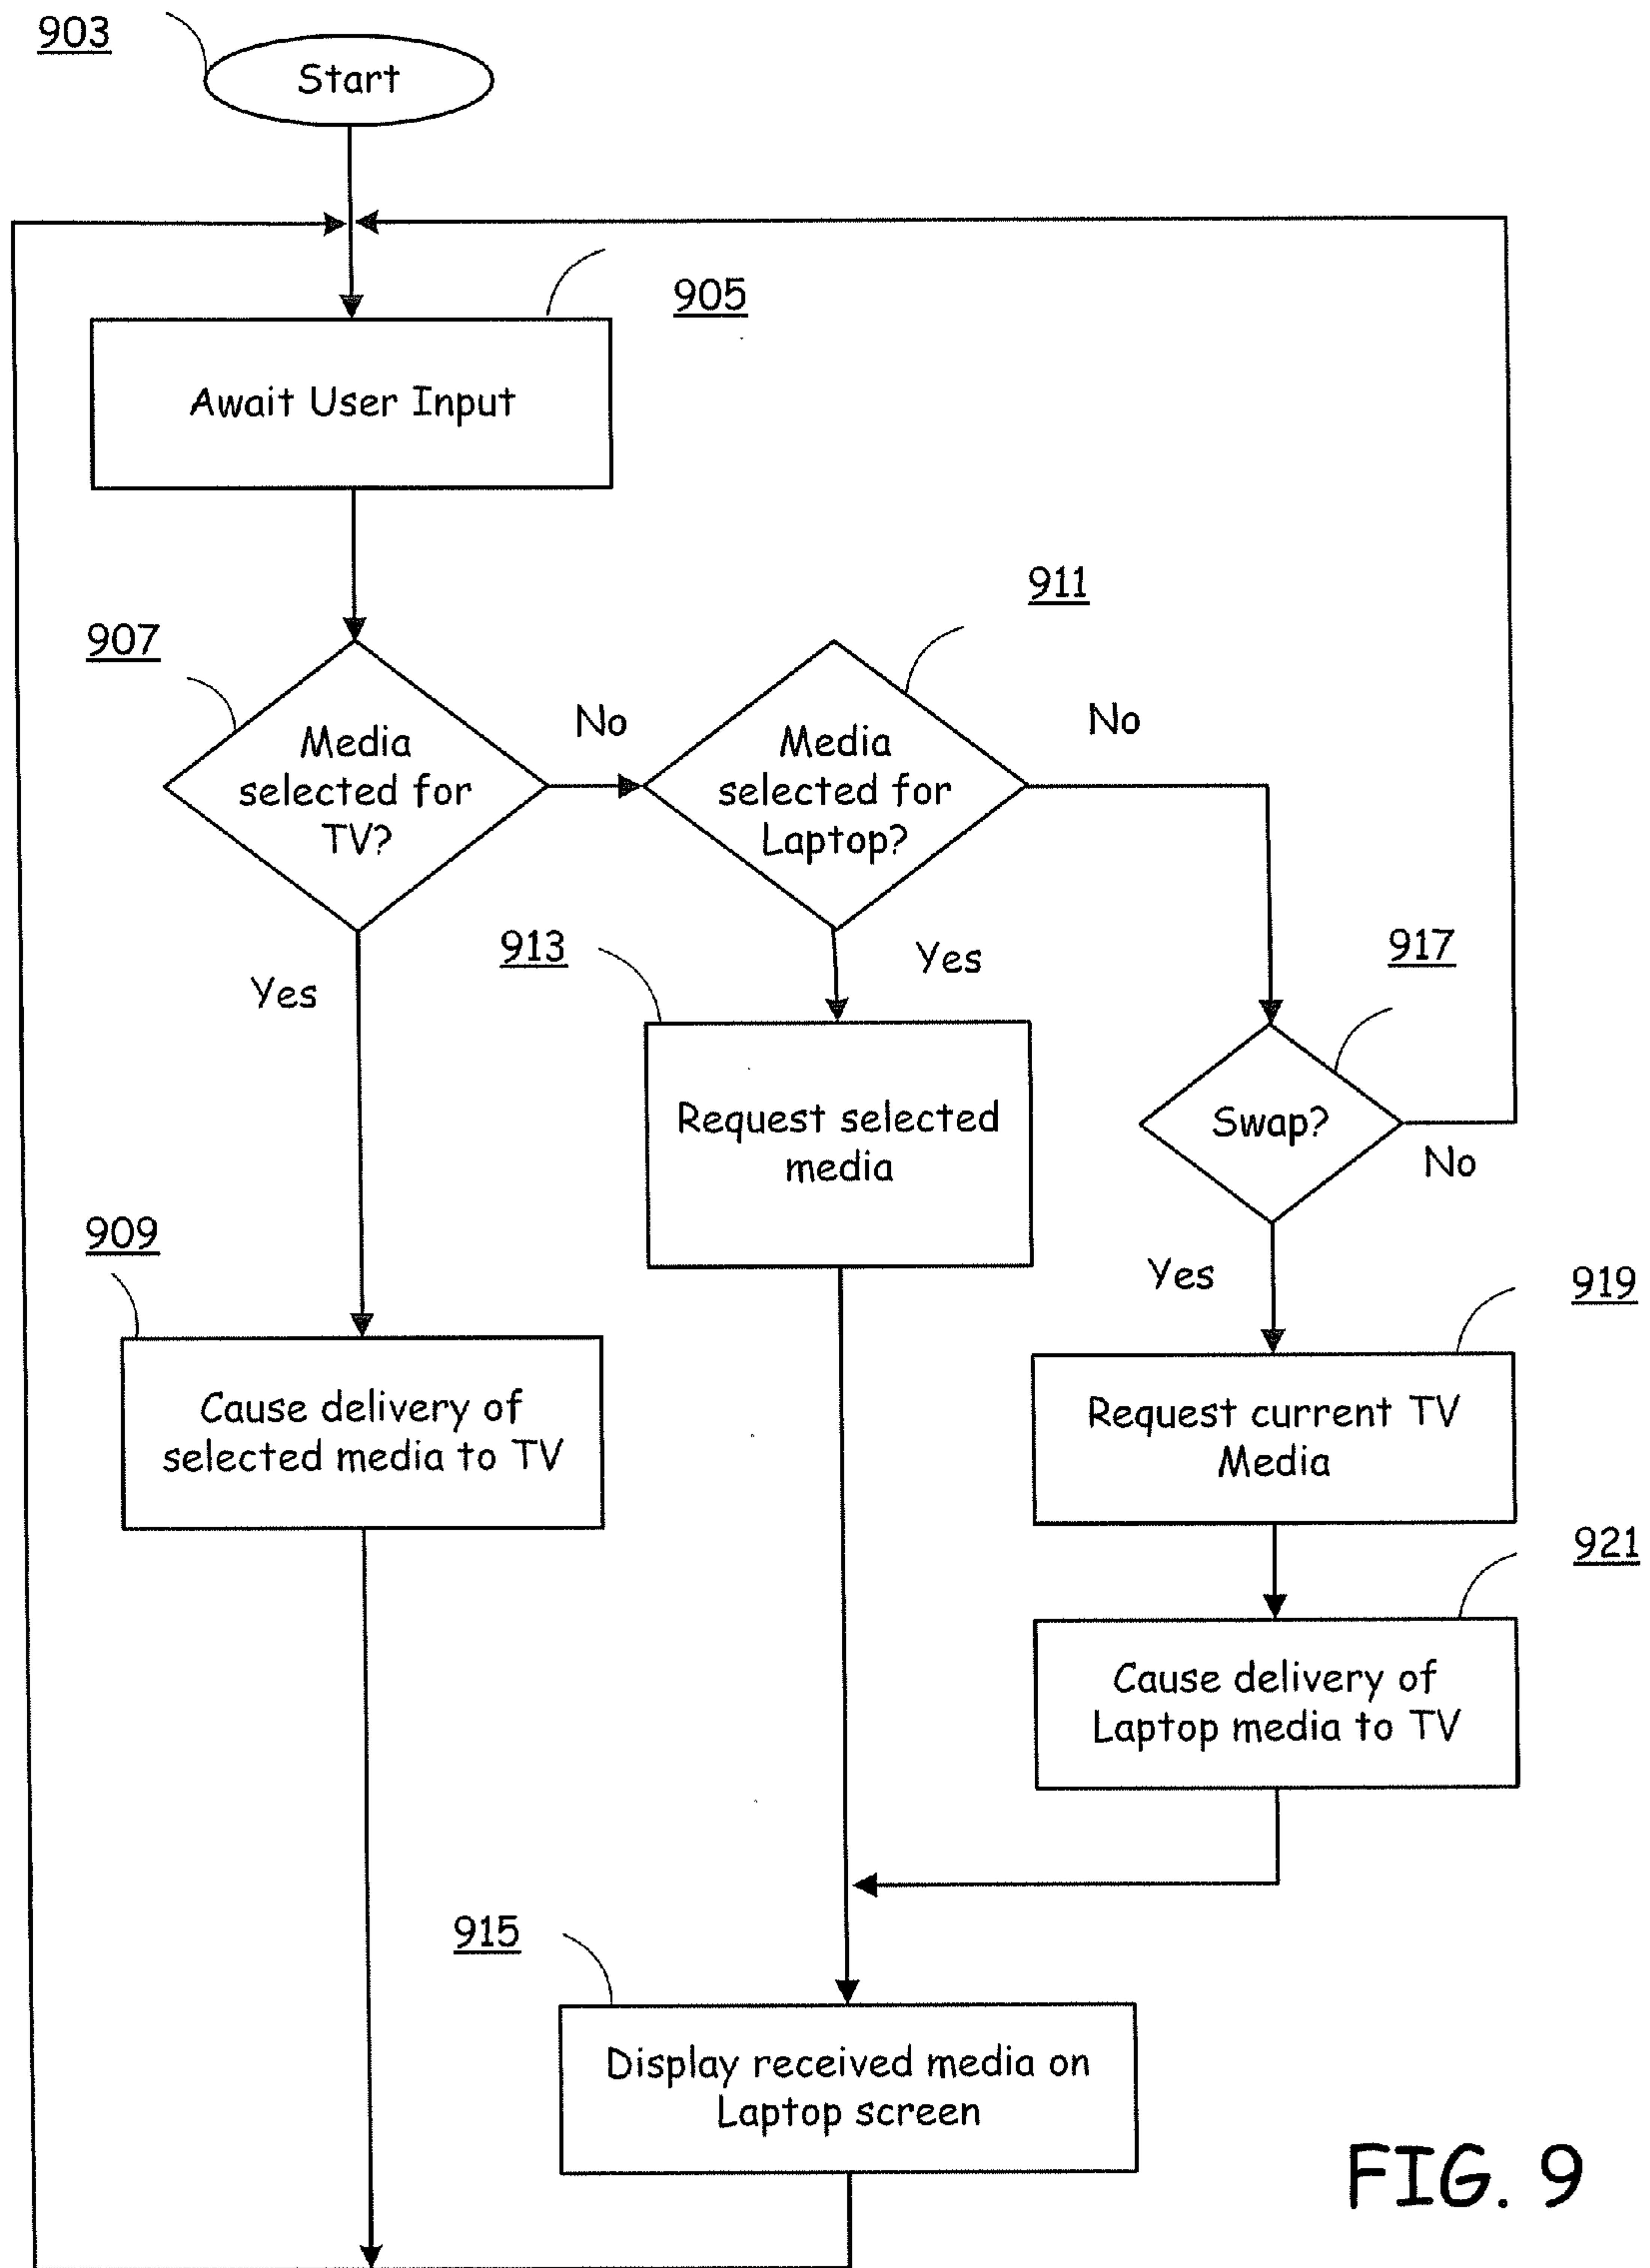 903
Start
905
Await User Input
911
907
No
No
Media
selected for
TV?
Media
selected for
Laptop?
917
913
Yes
Yes
Request selected
media
Swap?
No
909
Yes
919
Cause delivery of
selected media to TV
Request current TV
Media
921
Cause delivery of
Laptop media to TV
915
Display received media on
Laptop screen
FIG. 9